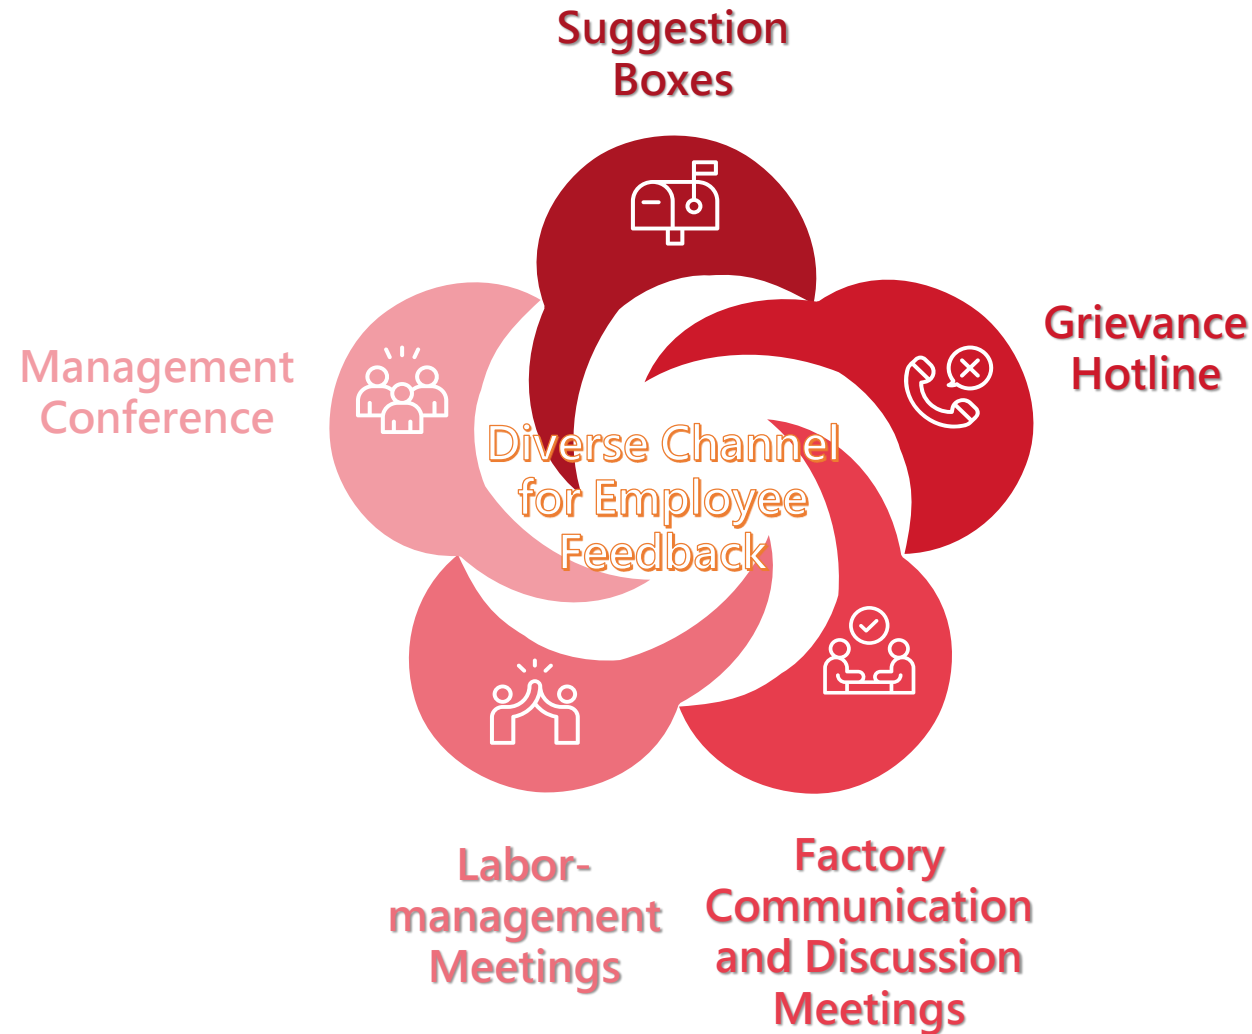 Suggestion
Boxes
Grievance
Hotline
Management
Conference
Diverse Channel
for Employee
Feedback
Labor-
management
Meetings
Factory
Communication
and Discussion
Meetings